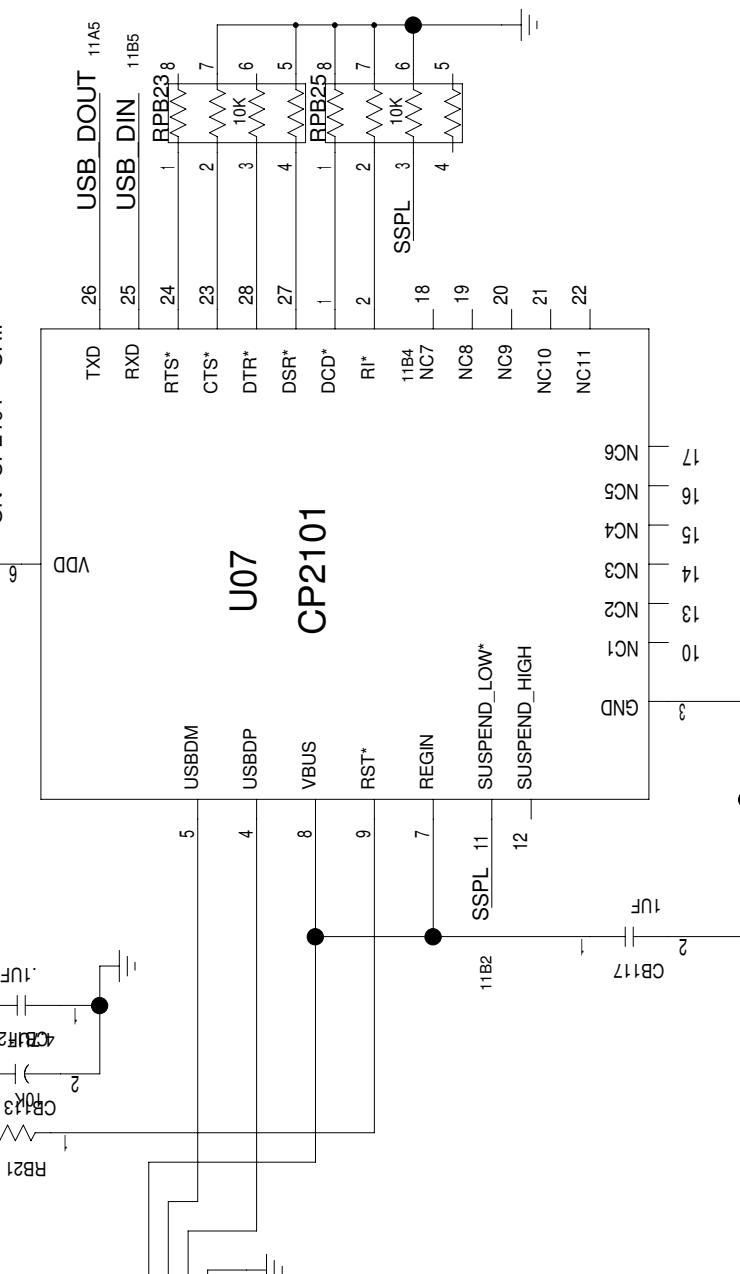 USB_DOUT 11A5
USB_DIN 11B5
RPB23
8
7
6
5
10K
1
2
3
4
RPB25
8
7
6
5
10K
1
2
3
4
SSPL
26 TXD
25 RXD
24 RTS*
23 CTS*
28 DTR*
27 DSR*
1 DCD*
2 RI*
11B4
18 NC7
19 NC8
20 NC9
21 NC10
22 NC11
6 VDD
U07
CP2101
NC6 17
NC5 16
NC4 15
NC3 14
NC2 13
NC1 10
GND 3
USBDM 5
USBDP 4
VBUS 8
RST* 9
REGIN 7
SUSPEND_LOW* 11
SUSPEND_HIGH 12
SSPL
11B2
1UF
1
2
CB117
.1UF
1
2
CB113
10K
1
RB21